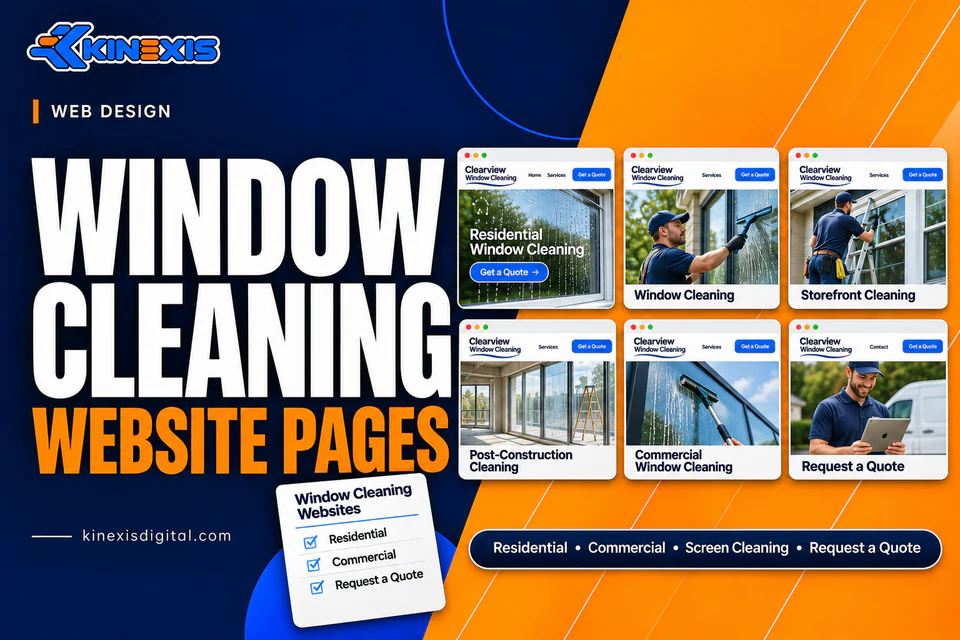 KINEXIS
WEB DESIGN
WINDOW
CLEANING
WEBSITE PAGES
kinexisdigital.com
Clearview
Window Cleaning
Home Services Get a Quote
Residential
Window Cleaning
Get a Quote →
Clearview
Window Cleaning
Services Get a Quote
Window Cleaning
Clearview
Window Cleaning
Services Get a Quote
Storefront Cleaning
Clearview
Window Cleaning
Services Get a Quote
Post-Construction
Cleaning
Clearview
Window Cleaning
Services Get a Quote
Commercial
Window Cleaning
Clearview
Window Cleaning
Contact Get a Quote
Request a Quote
Window Cleaning
Websites
Residential
Commercial
Request a Quote
Residential • Commercial • Screen Cleaning • Request a Quote